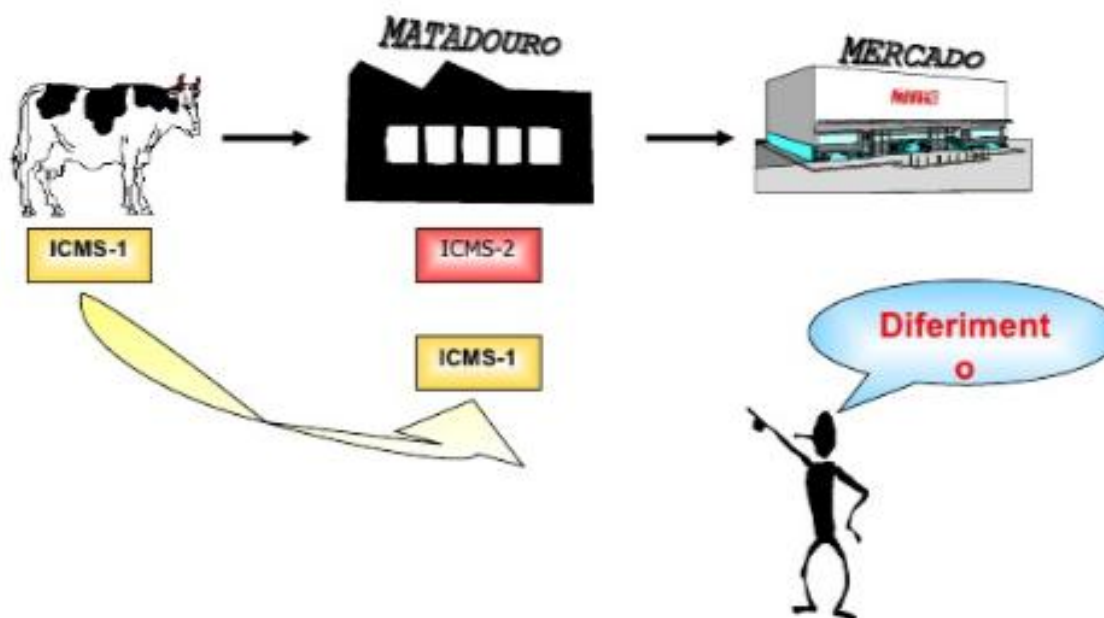 MATADOURO
MERCADO
ICMS-1
ICMS-2
ICMS-1
Diferiment
o